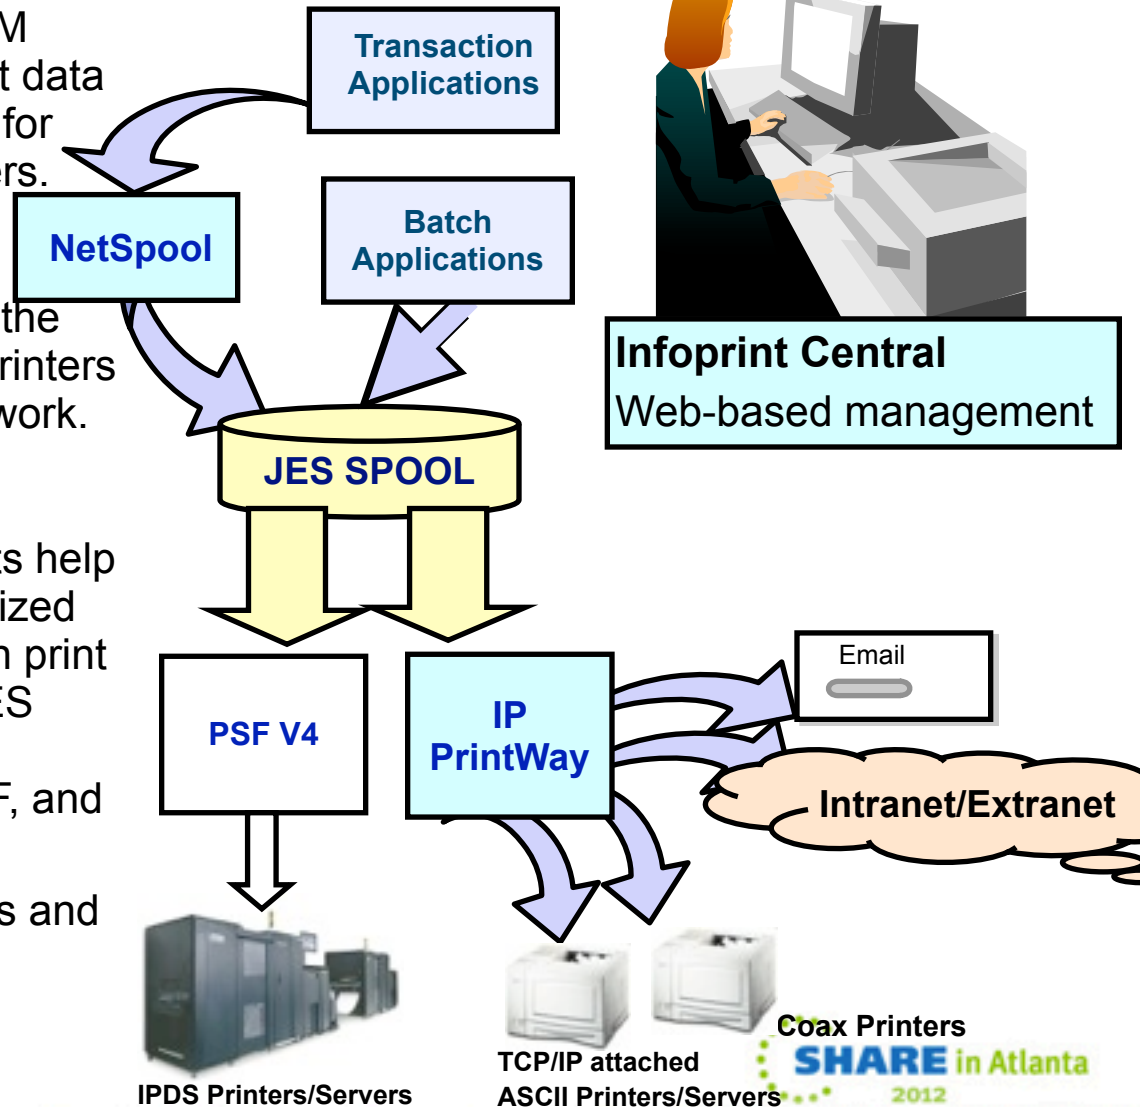 M
t data
for
ers.
the
rinters
work.
ts help
ized
n print
ES
F, and
s and
Transaction
Applications
NetSpool
Batch
Applications
Infoprint Central
Web-based management
JES SPOOL
PSF V4
IP
PrintWay
Email
Intranet/Extranet
IPDS Printers/Servers
TCP/IP attached
ASCII Printers/Servers
Coax Printers
SHARE in Atlanta
2012